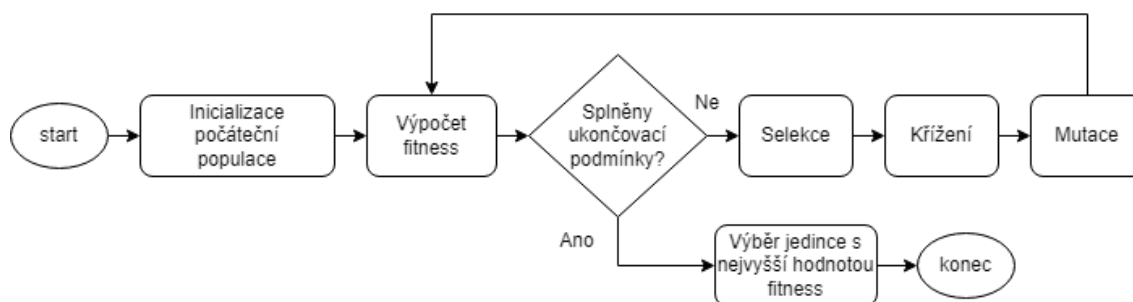 start
Inicializace
počáteční
populace
Výpočet
fitness
Splněny
ukončovací
podmínky?
Ne
Selekce
Křížení
Mutace
Ano
Výběr jedince s
nejvyšší hodnotou
fitness
konec